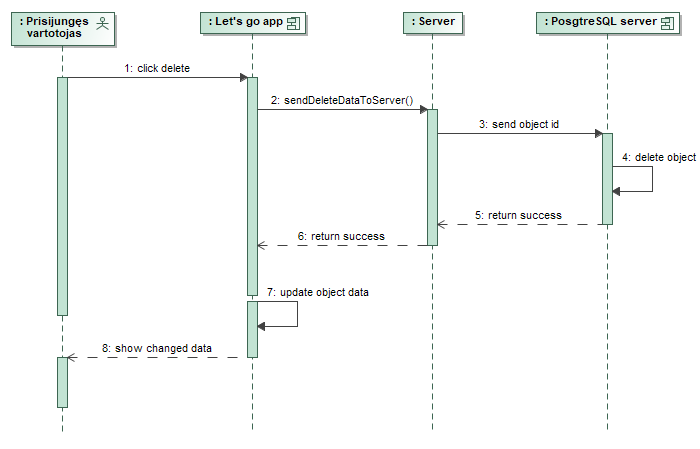 : Prisijungęs
vartotojas
: Let's go app
: Server
: PosgtreSQL server
1: click delete
2: sendDeleteDataToServer()
3: send object id
4: delete object
5: return success
6: return success
7: update object data
8: show changed data